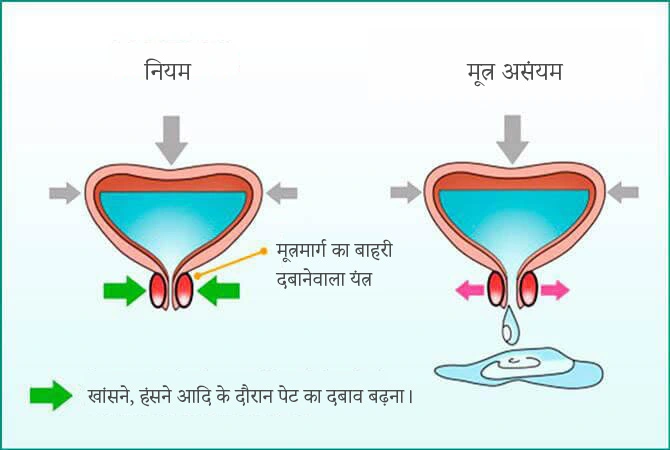 नियम
मूत्र असंयम
मूत्रमार्ग का बाहरी
दबानेवाला यंत्र
खांसने, हंसने आदि के दौरान पेट का दबाव बढ़ना।